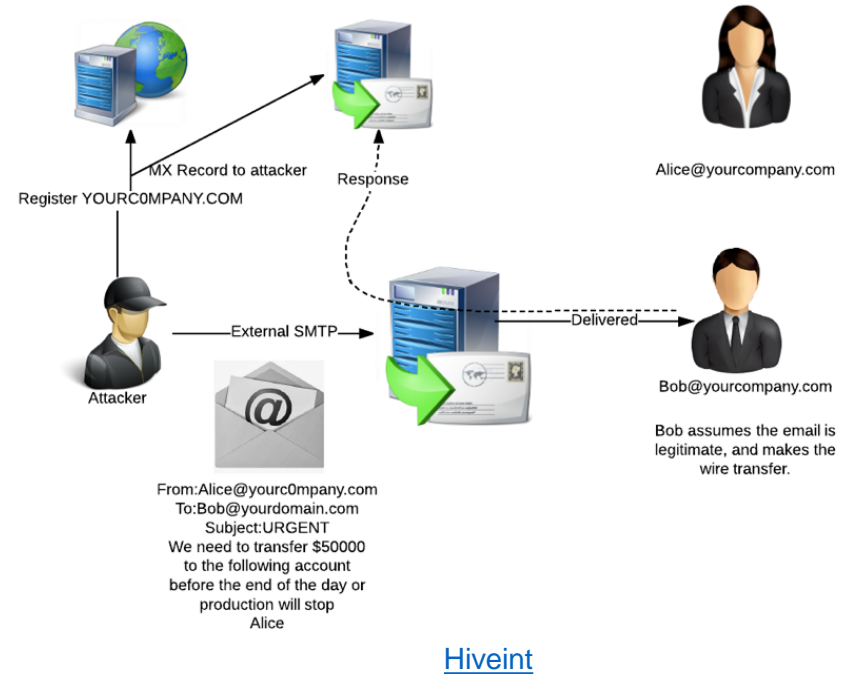 MX Record to attacker
Register YOURC0MPANY.COM
Response
Alice@yourcompany.com
Attacker
External SMTP
Delivered
Bob@yourcompany.com
Bob assumes the email is
legitimate, and makes the
wire transfer.
@
From:Alice@yourc0mpany.com
To:Bob@yourdomain.com
Subject:URGENT
We need to transfer $50000
to the following account
before the end of the day or
production will stop
Alice
Hiveint